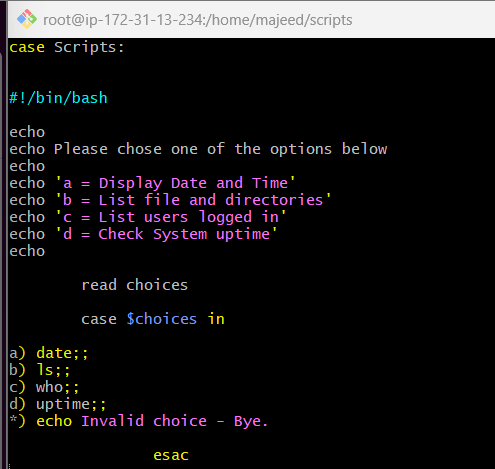 root@ip-172-31-13-234:/home/majeed/scripts
case Scripts:
#!/bin/bash
echo
echo Please chose one of the options below
echo
echo 'a = Display Date and Time'
echo 'b = List file and directories'
echo 'c = List users logged in'
echo 'd = Check System uptime'
echo
read choices
case $choices in
a) date;;
b) ls;;
c) who;;
d) uptime;;
*) echo Invalid choice - Bye.
esac